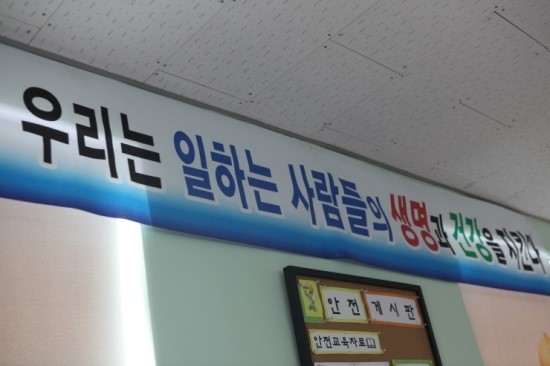 우리는 일하는 사람들의 생명과 건강을 지킨다
안전 게시판
안전교육자료